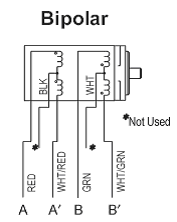 Bipolar
BLK
WHT
*Not Used
*
*
RED
WHT/RED
GRN
WHT/GRN
A A′ B B′